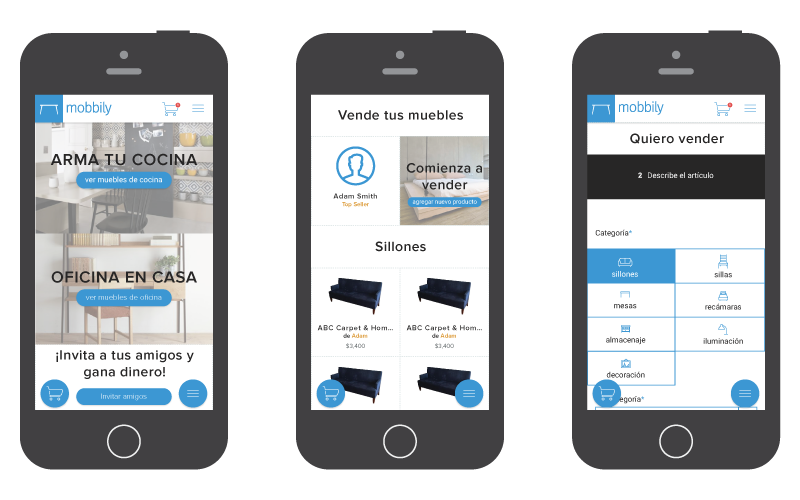 mobbily
ARMA TU COCINA
ver muebles de cocina
OFICINA EN CASA
ver muebles de oficina
¡Invita a tus amigos y
gana dinero!
Invitar amigos
Vende tus muebles
Adam Smith
Top Seller
Comienza a
vender
agregar nuevo producto
Sillones
ABC Carpet & Hom...
de Adam
$3,400
ABC Carpet & Hom...
de Adam
$3,400
mobbily
Quiero vender
2 Describe el artículo
Categoría*
sillones
sillas
mesas
recámaras
almacenaje
iluminación
decoración
egoría*